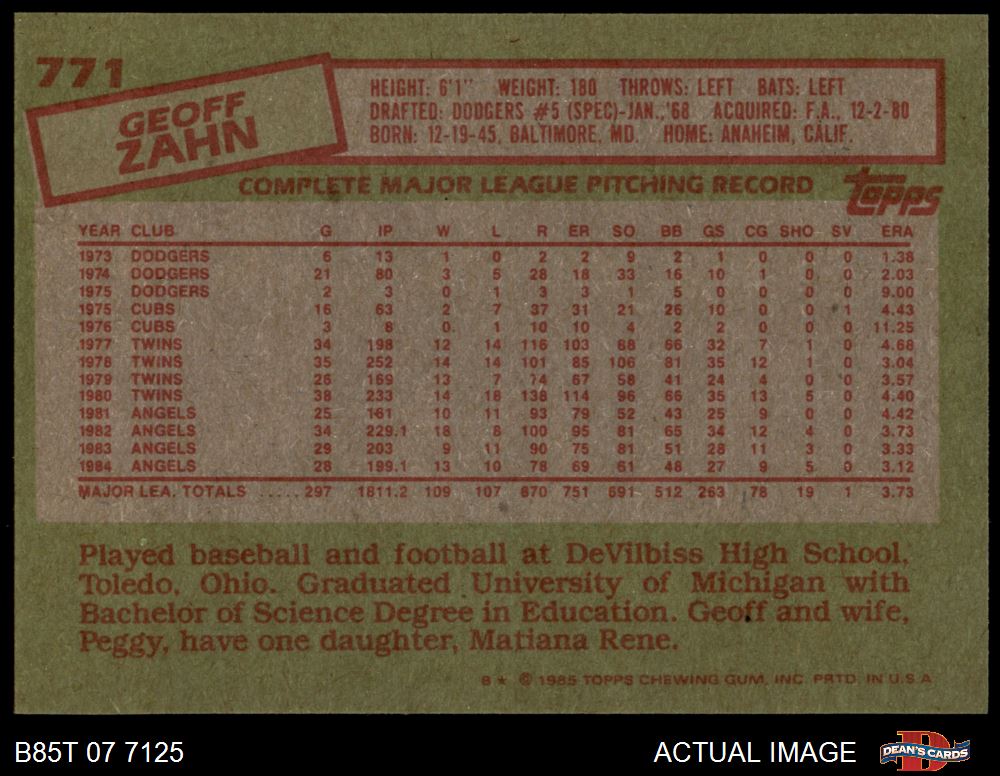 771
GEOFF
ZAHN
HEIGHT: 6'1" WEIGHT: 180 THROWS: LEFT BATS: LEFT
DRAFTED: DODGERS #5 (SPEC)-JAN., '68 ACQUIRED: F.A., 12-2-80
BORN: 12-19-45, BALTIMORE, MD. HOME: ANAHEIM, CALIF.
COMPLETE MAJOR LEAGUE PITCHING RECORD
topps
YEAR CLUB G IP W L R ER SO BB GS CG SHO SV ERA
1973 DODGERS 6 13 1 0 2 2 9 2 1 0 0 0 1.38
1974 DODGERS 21 80 3 5 28 18 33 16 10 1 0 0 2.03
1975 DODGERS 2 3 0 1 3 3 1 5 0 0 0 0 9.00
1975 CUBS 16 63 2 7 37 31 21 26 10 0 0 1 4.43
1976 CUBS 3 8 0 1 10 10 4 2 2 0 0 0 11.25
1977 TWINS 34 198 12 14 116 103 88 66 32 7 1 0 4.68
1978 TWINS 35 252 14 14 101 85 106 81 35 12 1 0 3.04
1979 TWINS 26 169 13 7 74 67 58 41 24 4 0 0 3.57
1980 TWINS 38 233 14 18 138 114 96 66 35 13 5 0 4.40
1981 ANGELS 25 161 10 11 93 79 52 43 25 9 0 0 4.42
1982 ANGELS 34 229.1 18 8 100 95 81 65 34 12 4 0 3.73
1983 ANGELS 29 203 9 11 90 75 81 51 28 11 3 0 3.33
1984 ANGELS 28 199.1 13 10 78 69 61 48 27 9 5 0 3.12
MAJOR LEA. TOTALS ...... 297 1811.2 109 107 870 751 691 512 263 78 19 1 3.73
Played baseball and football at DeVilbiss High School,
Toledo, Ohio. Graduated University of Michigan with
Bachelor of Science Degree in Education. Geoff and wife,
Peggy, have one daughter, Matiana Rene.
B★ © 1985 TOPPS CHEWING GUM, INC. PRTD. IN U.S.A.
B85T 07 7125
ACTUAL IMAGE
D
DEAN'S CARDS